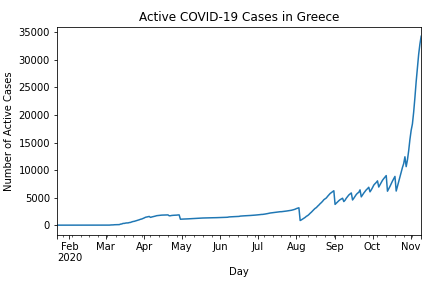 Active COVID-19 Cases in Greece
35000
30000
25000
20000
15000
10000
5000
0
Number of Active Cases
Feb Mar Apr May Jun Jul Aug Sep Oct Nov
2020
Day